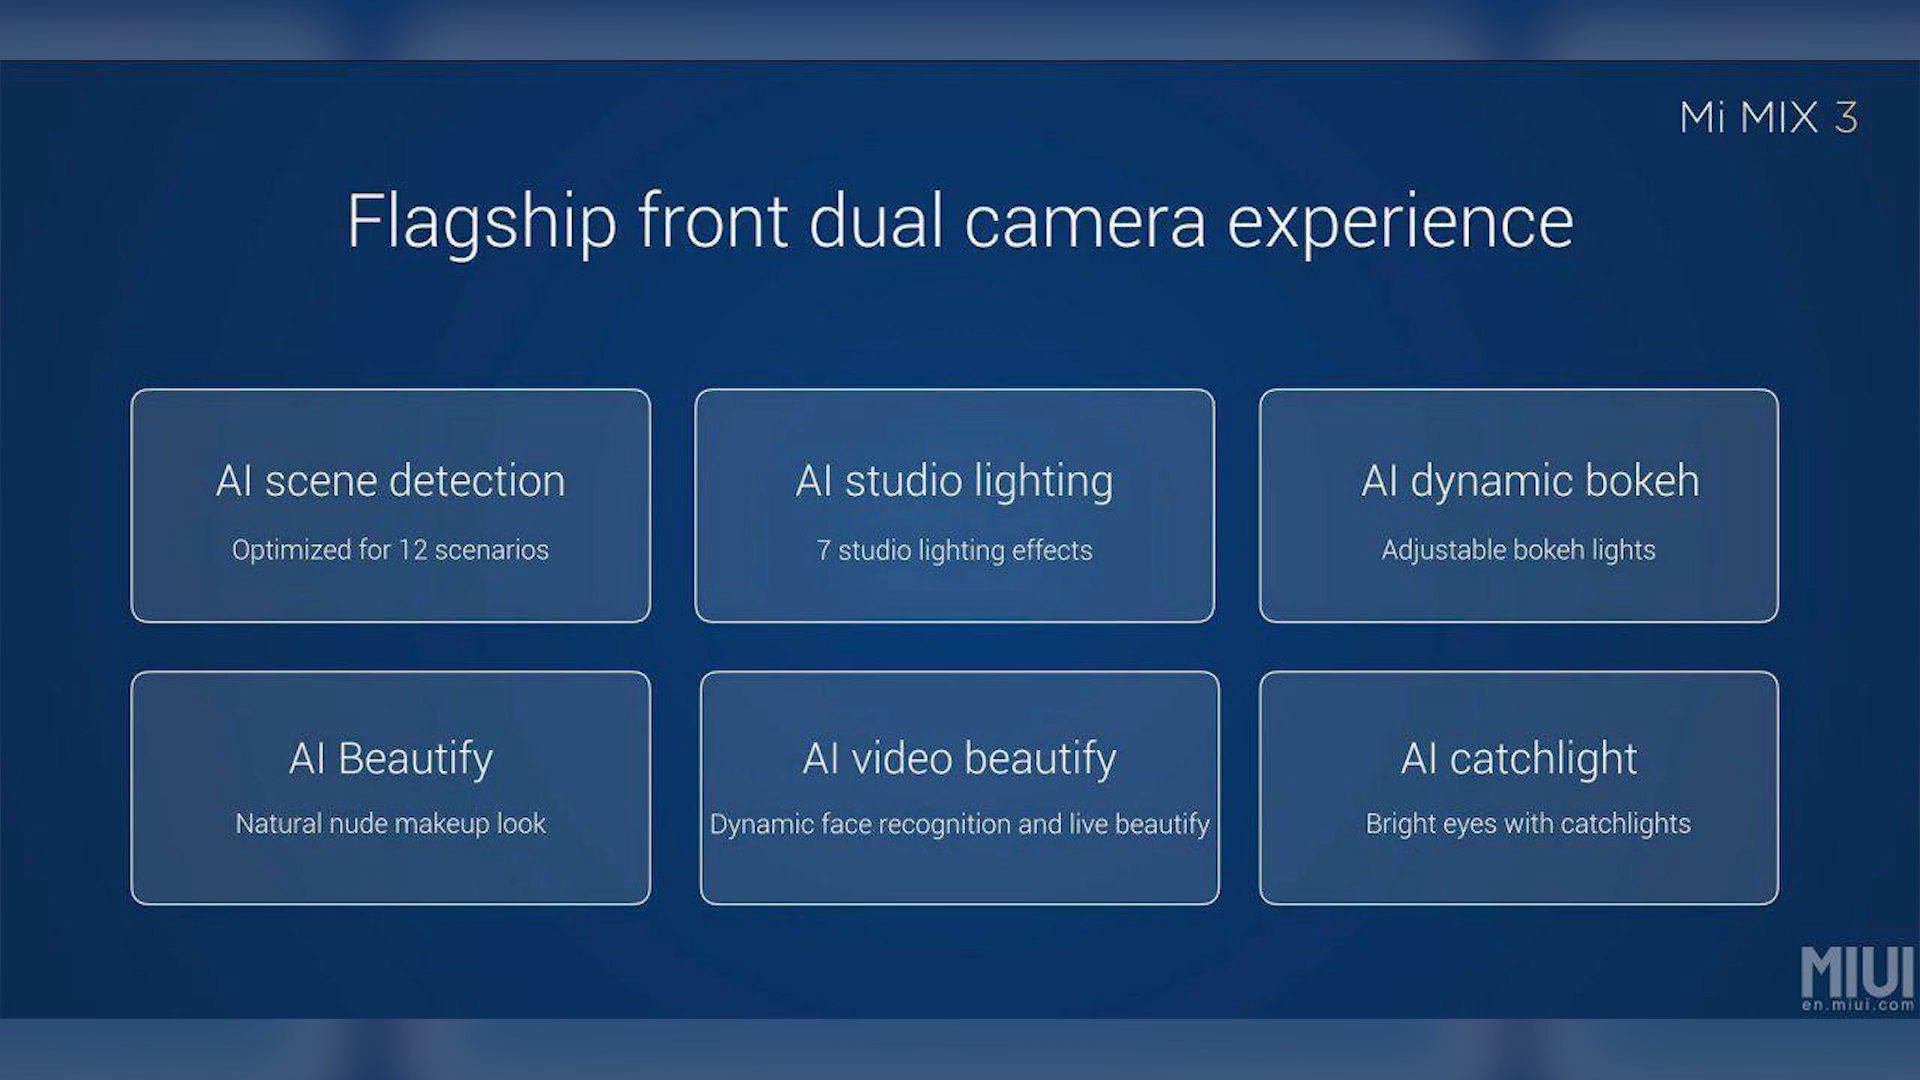 Mi MIX 3
Flagship front dual camera experience
AI scene detection
Optimized for 12 scenarios
AI studio lighting
7 studio lighting effects
AI dynamic bokeh
Adjustable bokeh lights
AI Beautify
Natural nude makeup look
AI video beautify
Dynamic face recognition and live beautify
AI catchlight
Bright eyes with catchlights
MIUI
en.miui.com